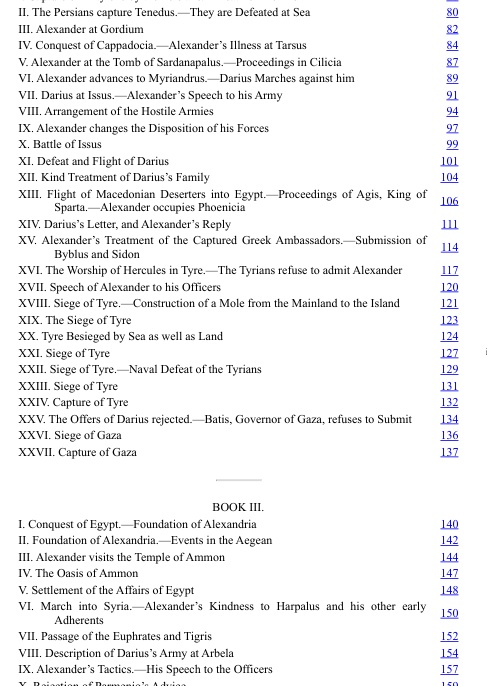 II. The Persians capture Tenedus.—They are Defeated at Sea 80
III. Alexander at Gordium 82
IV. Conquest of Cappadocia.—Alexander's Illness at Tarsus 84
V. Alexander at the Tomb of Sardanapalus.—Proceedings in Cilicia 87
VI. Alexander advances to Myriandrus.—Darius Marches against him 89
VII. Darius at Issus.—Alexander's Speech to his Army 91
VIII. Arrangement of the Hostile Armies 94
IX. Alexander changes the Disposition of his Forces 97
X. Battle of Issus 99
XI. Defeat and Flight of Darius 101
XII. Kind Treatment of Darius's Family 104
XIII. Flight of Macedonian Deserters into Egypt.—Proceedings of Agis, King of
Sparta.—Alexander occupies Phoenicia 106
XIV. Darius's Letter, and Alexander's Reply 111
XV. Alexander's Treatment of the Captured Greek Ambassadors.—Submission of
Byblus and Sidon 114
XVI. The Worship of Hercules in Tyre.—The Tyrians refuse to admit Alexander 117
XVII. Speech of Alexander to his Officers 120
XVIII. Siege of Tyre.—Construction of a Mole from the Mainland to the Island 121
XIX. The Siege of Tyre 123
XX. Tyre Besieged by Sea as well as Land 124
XXI. Siege of Tyre 127
XXII. Siege of Tyre.—Naval Defeat of the Tyrians 129
XXIII. Siege of Tyre 131
XXIV. Capture of Tyre 132
XXV. The Offers of Darius rejected.—Batis, Governor of Gaza, refuses to Submit 134
XXVI. Siege of Gaza 136
XXVII. Capture of Gaza 137
BOOK III.
I. Conquest of Egypt.—Foundation of Alexandria 140
II. Foundation of Alexandria.—Events in the Aegean 142
III. Alexander visits the Temple of Ammon 144
IV. The Oasis of Ammon 147
V. Settlement of the Affairs of Egypt 148
VI. March into Syria.—Alexander's Kindness to Harpalus and his other early
Adherents 150
VII. Passage of the Euphrates and Tigris 152
VIII. Description of Darius's Army at Arbela 154
IX. Alexander's Tactics.—His Speech to the Officers 157
X. Rejection of Parmenio's Advice 159